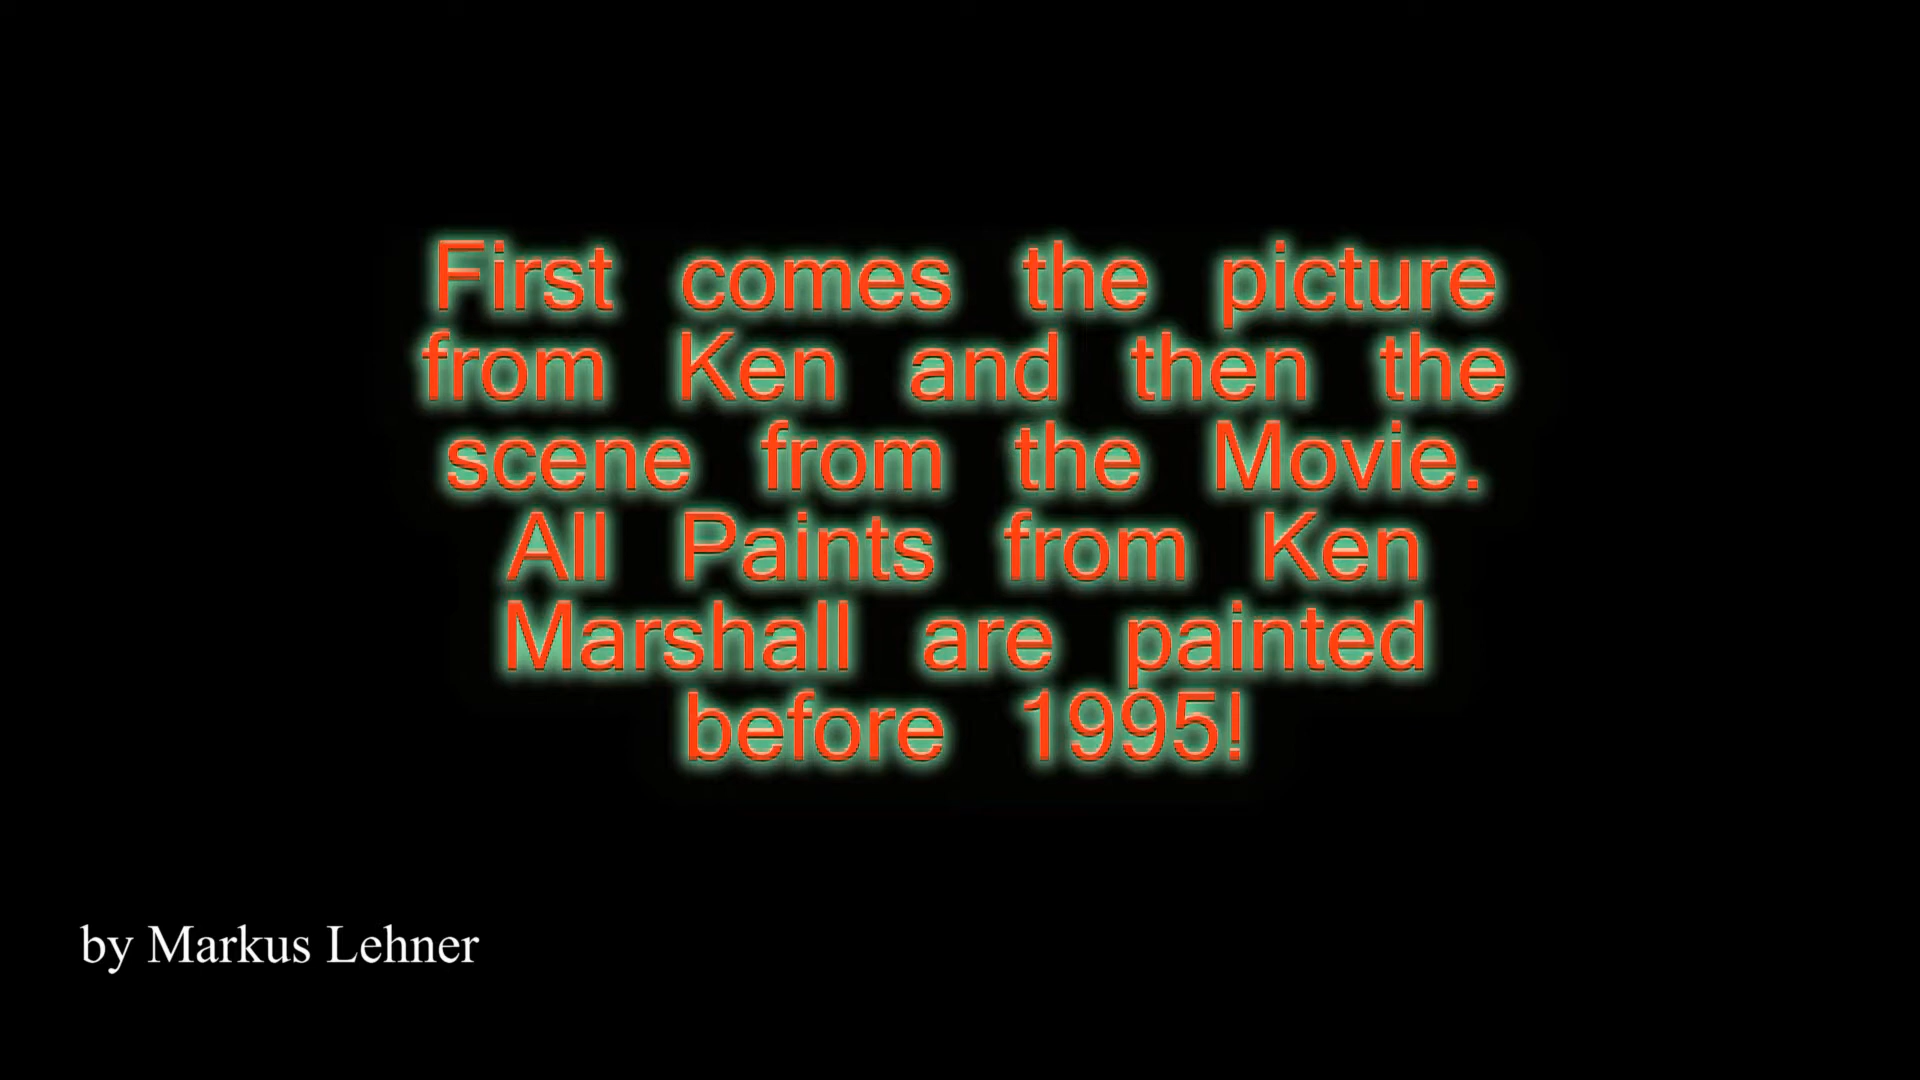 First comes the picture
from Ken and then the
scene from the Movie.
All Paints from Ken
Marshall are painted
before 1995!
by Markus Lehner